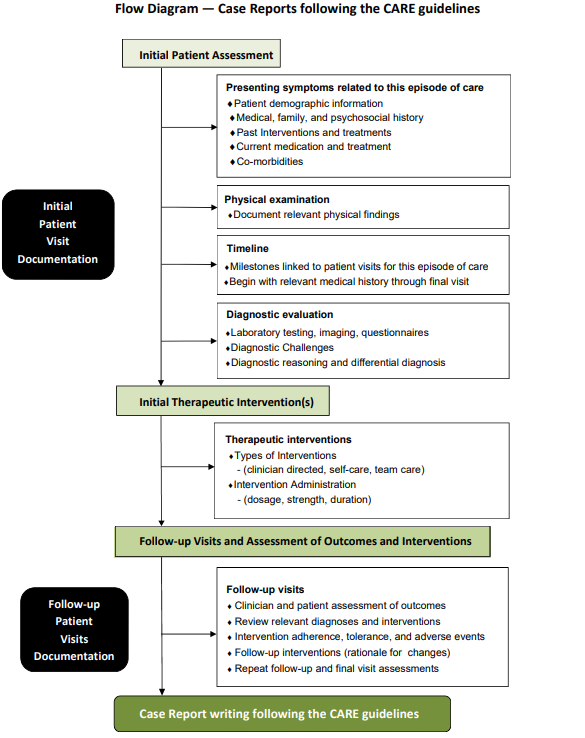 Flow Diagram — Case Reports following the CARE guidelines
Initial Patient Assessment
Presenting symptoms related to this episode of care
♦Patient demographic information
♦Medical, family, and psychosocial history
♦Past Interventions and treatments
♦Current medication and treatment
♦Co-morbidities
Initial
Patient
Visit
Documentation
Physical examination
♦Document relevant physical findings
Timeline
♦Milestones linked to patient visits for this episode of care
♦Begin with relevant medical history through final visit
Diagnostic evaluation
♦Laboratory testing, imaging, questionnaires
♦Diagnostic Challenges
♦Diagnostic reasoning and differential diagnosis
Initial Therapeutic Intervention(s)
Therapeutic interventions
♦Types of Interventions
- (clinician directed, self-care, team care)
♦Intervention Administration
- (dosage, strength, duration)
Follow-up Visits and Assessment of Outcomes and Interventions
Follow-up
Patient
Visits
Documentation
Follow-up visits
♦ Clinician and patient assessment of outcomes
♦ Review relevant diagnoses and interventions
♦ Intervention adherence, tolerance, and adverse events
♦ Follow-up interventions (rationale for changes)
♦ Repeat follow-up and final visit assessments
Case Report writing following the CARE guidelines